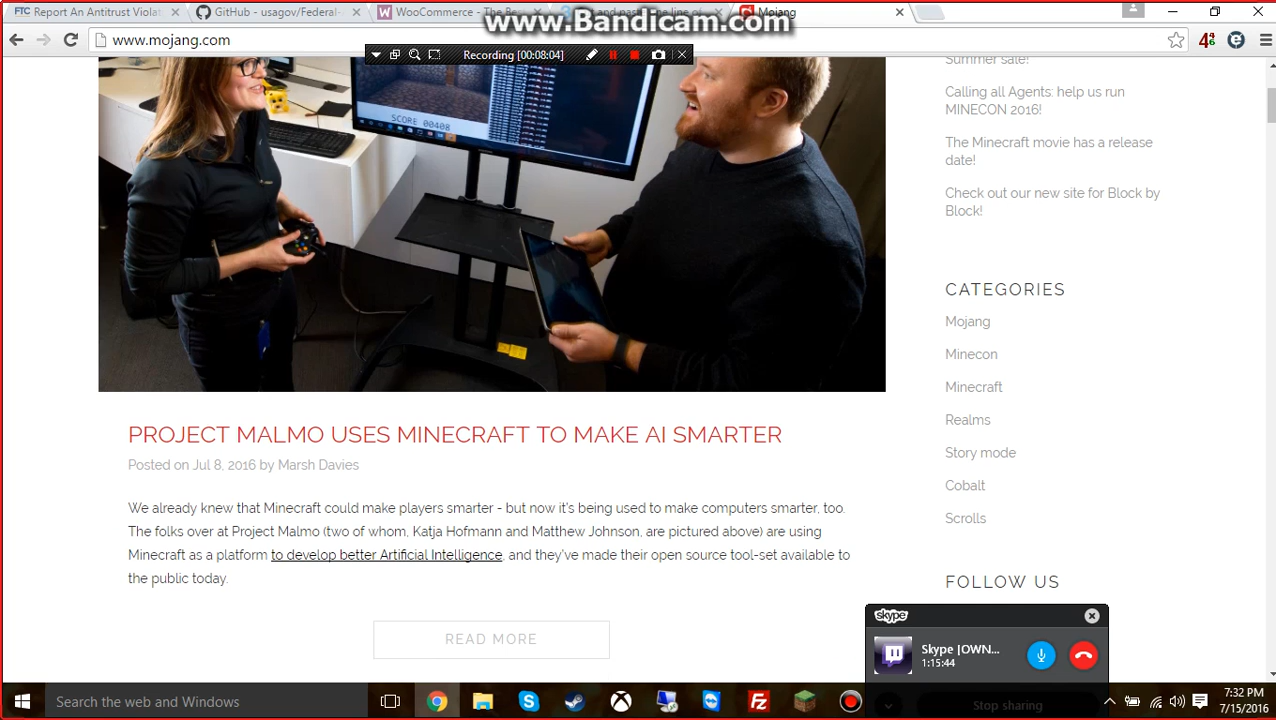 FTC Report An Antitrust Violat
GitHub - usagov/Federal-
WooCommerce - The Bes
Mojang
www.Bandicam.com
www.mojang.com
Recording [00:08:04]
SCORE 00408
Summer sale!
Calling all Agents: help us run
MINECON 2016!
The Minecraft movie has a release
date!
Check out our new site for Block by
Block!
CATEGORIES
Mojang
Minecon
Minecraft
Realms
Story mode
Cobalt
Scrolls
FOLLOW US
PROJECT MALMO USES MINECRAFT TO MAKE AI SMARTER
Posted on Jul 8, 2016 by Marsh Davies
We already knew that Minecraft could make players smarter - but now it's being used to make computers smarter, too.
The folks over at Project Malmo (two of whom, Katja Hofmann and Matthew Johnson, are pictured above) are using
Minecraft as a platform to develop better Artificial Intelligence, and they've made their open source tool-set available to
the public today.
READ MORE
skype
Skype [OWN...
1:15:44
Stop sharing
Search the web and Windows
7:32 PM
7/15/2016